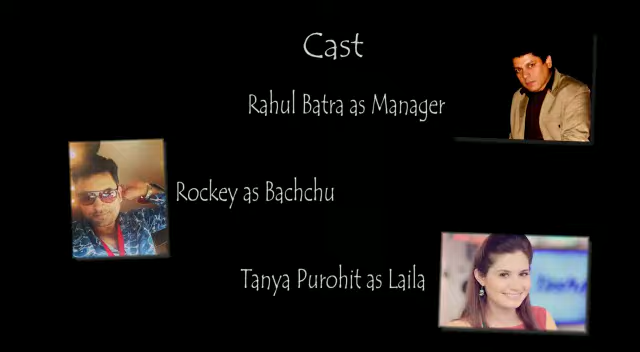 Cast
Rahul Batra as Manager
Rockey as Bachchu
Tanya Purohit as Laila